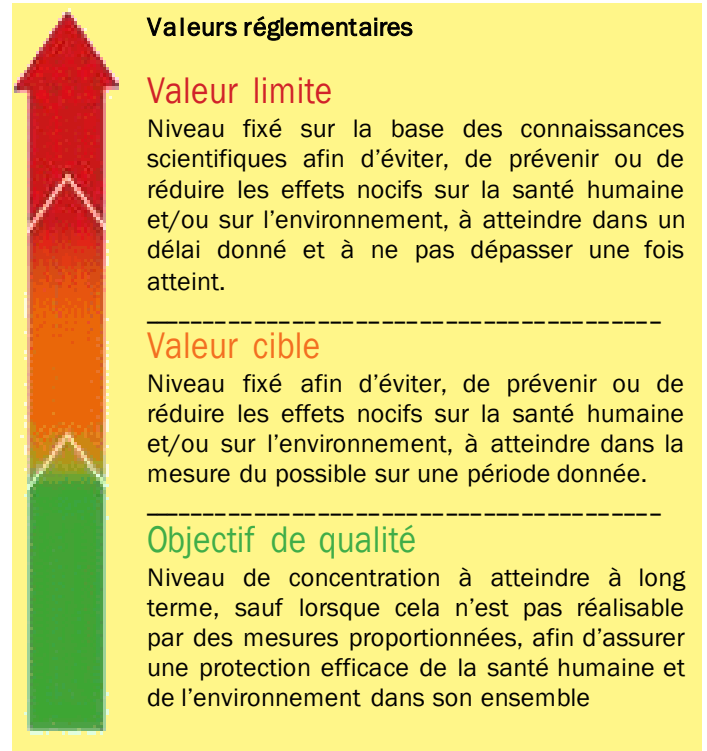 Valeurs réglementaires
Valeur limite
Niveau fixé sur la base des connaissances
scientifiques afin d’éviter, de prévenir ou de
réduire les effets nocifs sur la santé humaine
et/ou sur l’environnement, à atteindre dans un
délai donné et à ne pas dépasser une fois
atteint.
Valeur cible
Niveau fixé afin d’éviter, de prévenir ou de
réduire les effets nocifs sur la santé humaine
et/ou sur l’environnement, à atteindre dans la
mesure du possible sur une période donnée.
Objectif de qualité
Niveau de concentration à atteindre à long
terme, sauf lorsque cela n’est pas réalisable
par des mesures proportionnées, afin d’assurer
une protection efficace de la santé humaine et
de l’environnement dans son ensemble